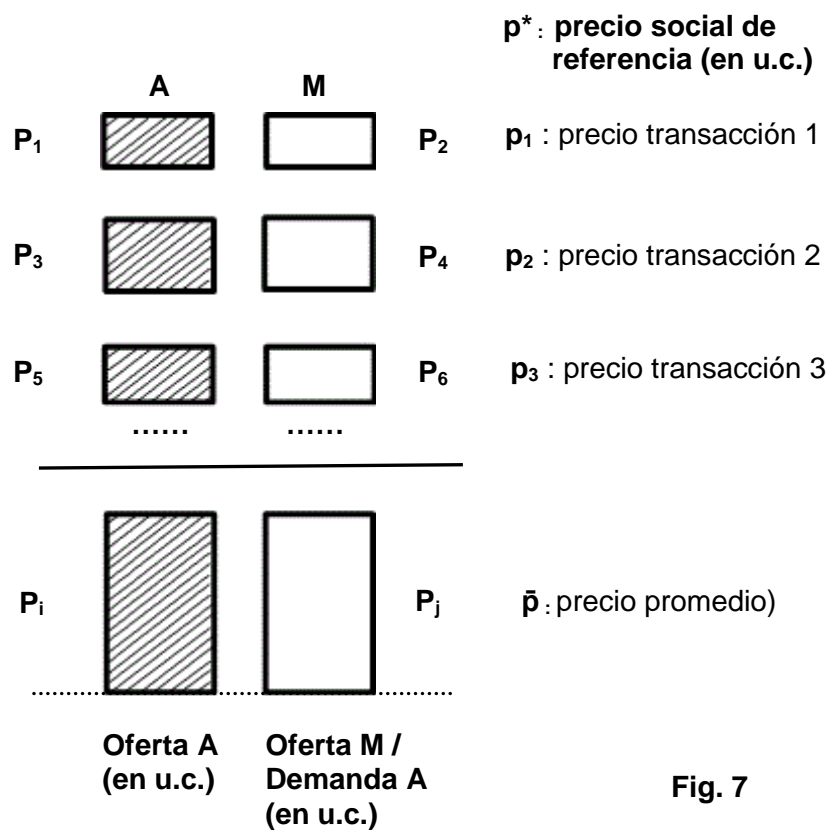 p* : precio social de
referencia (en u.c.)
A M
P₁ P₂ p₁ : precio transacción 1
P₃ P₄ p₂ : precio transacción 2
P₅ P₆ p₃ : precio transacción 3
...... ......
Pᵢ Pⱼ p̄ : precio promedio)
Oferta A Oferta M /
(en u.c.) Demanda A
(en u.c.)
Fig. 7